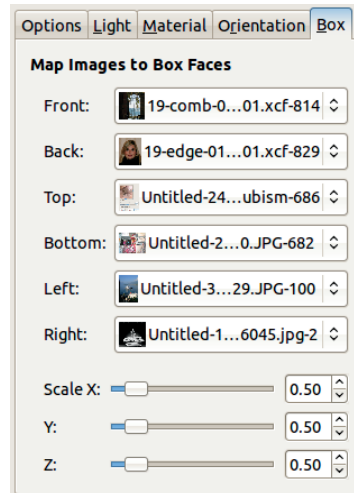 Options Light Material Orientation Box
Map Images to Box Faces
Front: 19-comb-0...01.xcf-814
Back: 19-edge-01...01.xcf-829
Top: Untitled-24...ubism-686
Bottom: Untitled-2...0.JPG-682
Left: Untitled-3...29.JPG-100
Right: Untitled-1...6045.jpg-2
Scale X: 0.50
Y: 0.50
Z: 0.50